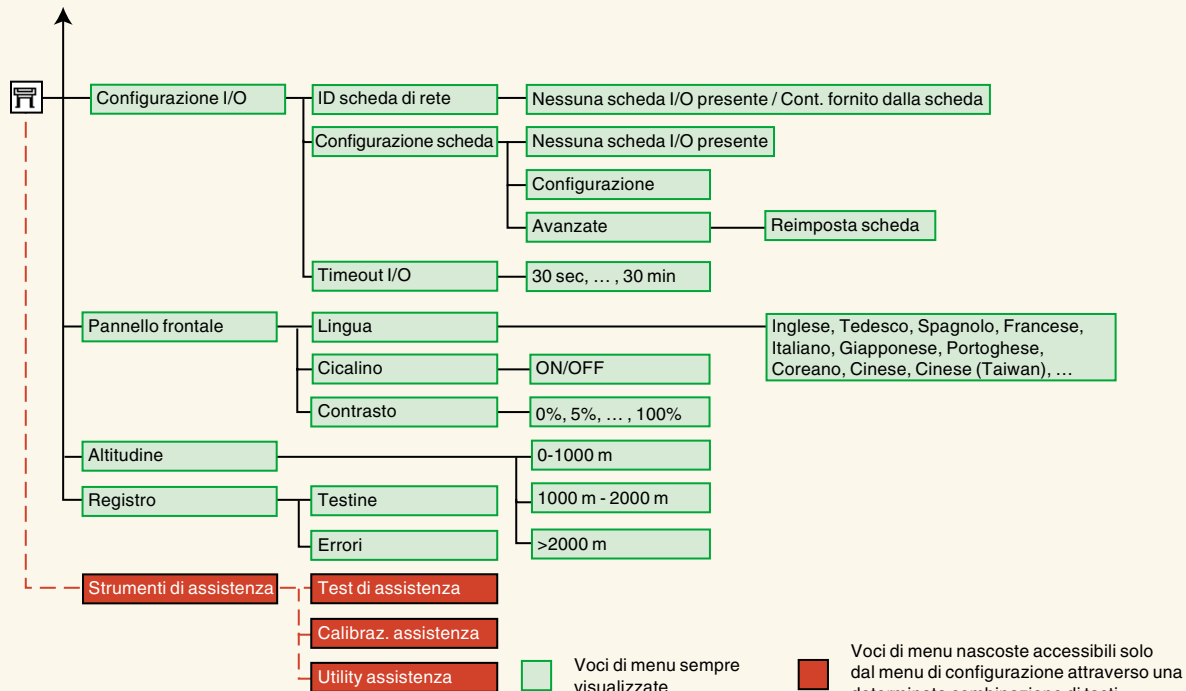 Configurazione I/O
ID scheda di rete
Nessuna scheda I/O presente / Cont. fornito dalla scheda
Configurazione scheda
Nessuna scheda I/O presente
Configurazione
Avanzate
Reimposta scheda
Timeout I/O
30 sec, … , 30 min
Pannello frontale
Lingua
Inglese, Tedesco, Spagnolo, Francese,
Italiano, Giapponese, Portoghese,
Coreano, Cinese, Cinese (Taiwan), …
Cicalino
ON/OFF
Contrasto
0%, 5%, … , 100%
Altitudine
0-1000 m
1000 m - 2000 m
>2000 m
Registro
Testine
Errori
Strumenti di assistenza
Test di assistenza
Calibraz. assistenza
Utility assistenza
Voci di menu sempre
visualizzate
Voci di menu nascoste accessibili solo
dal menu di configurazione attraverso una
determinata combinazione di tasti